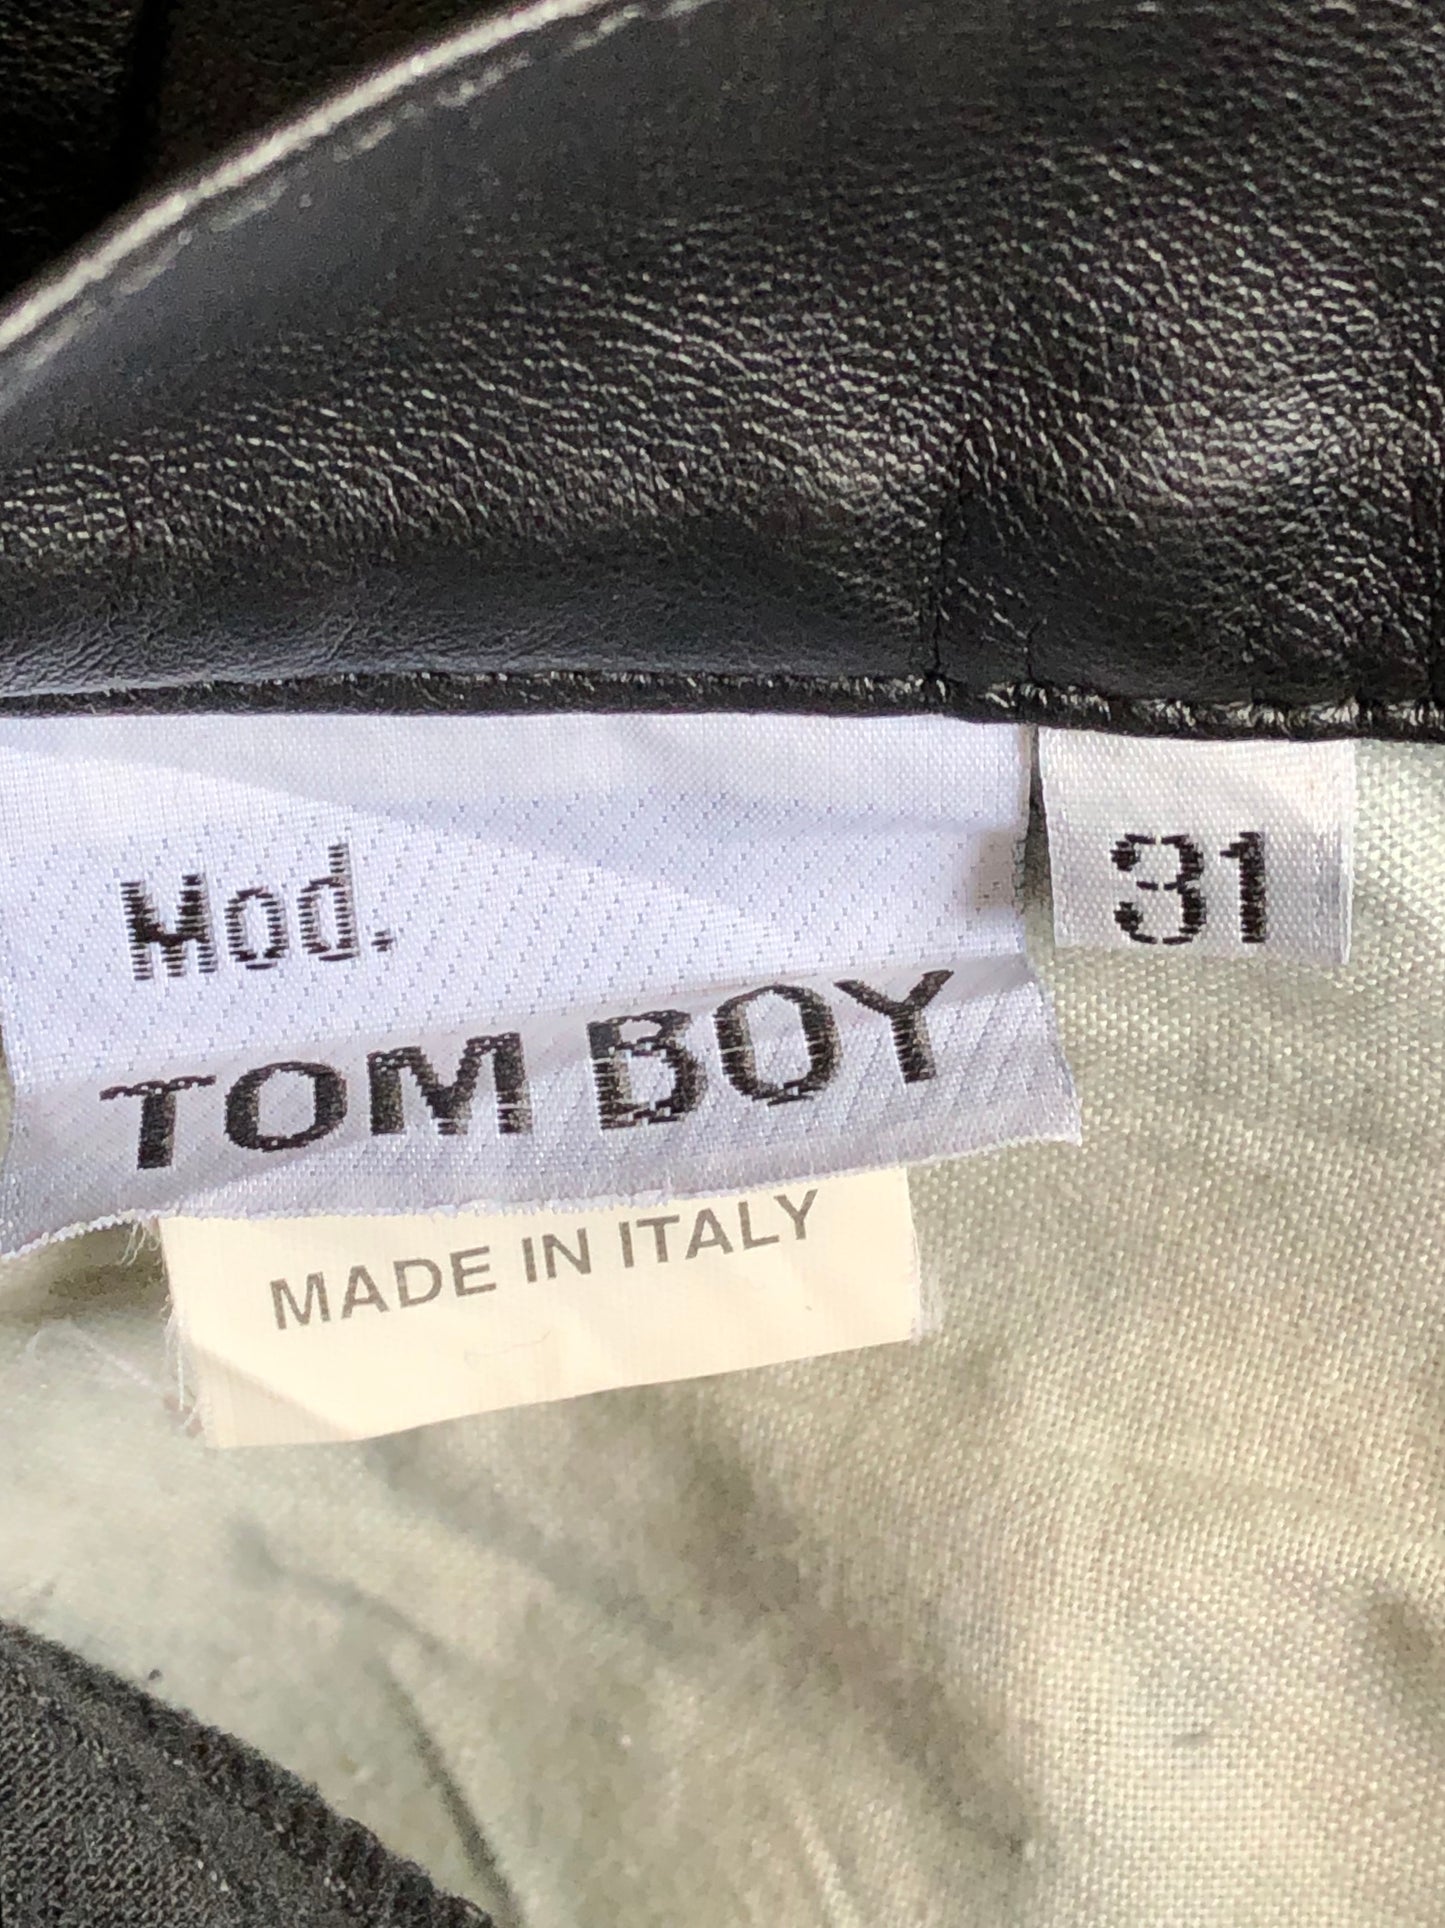 Mod.
TOM BOY
31
MADE IN ITALY